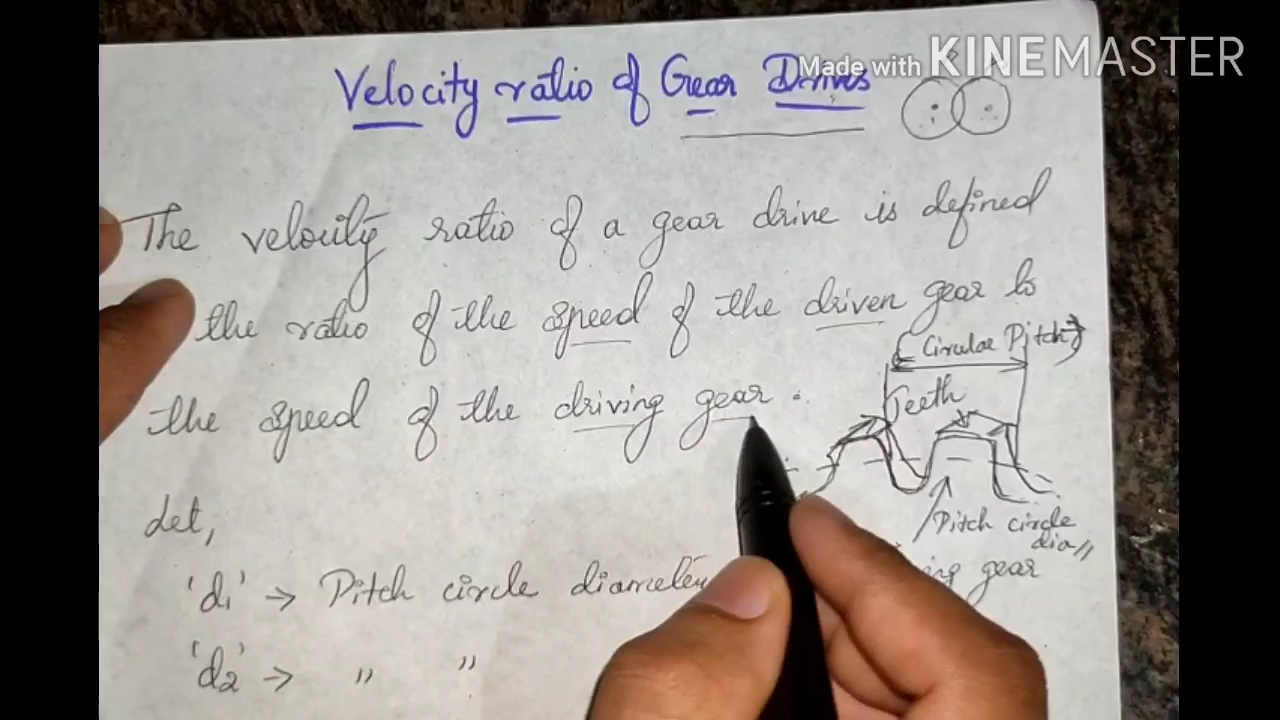 Made with KINEMASTER
Velocity ratio of Gear Drives
The velocity ratio of a gear drive is defined
the ratio of the speed of the driven gear to
Circular Pitch
the speed of the driving gear.
Teeth
Pitch circle
dia"
Let,
'd1' → Pitch circle diameter ing gear
'd2' → " "